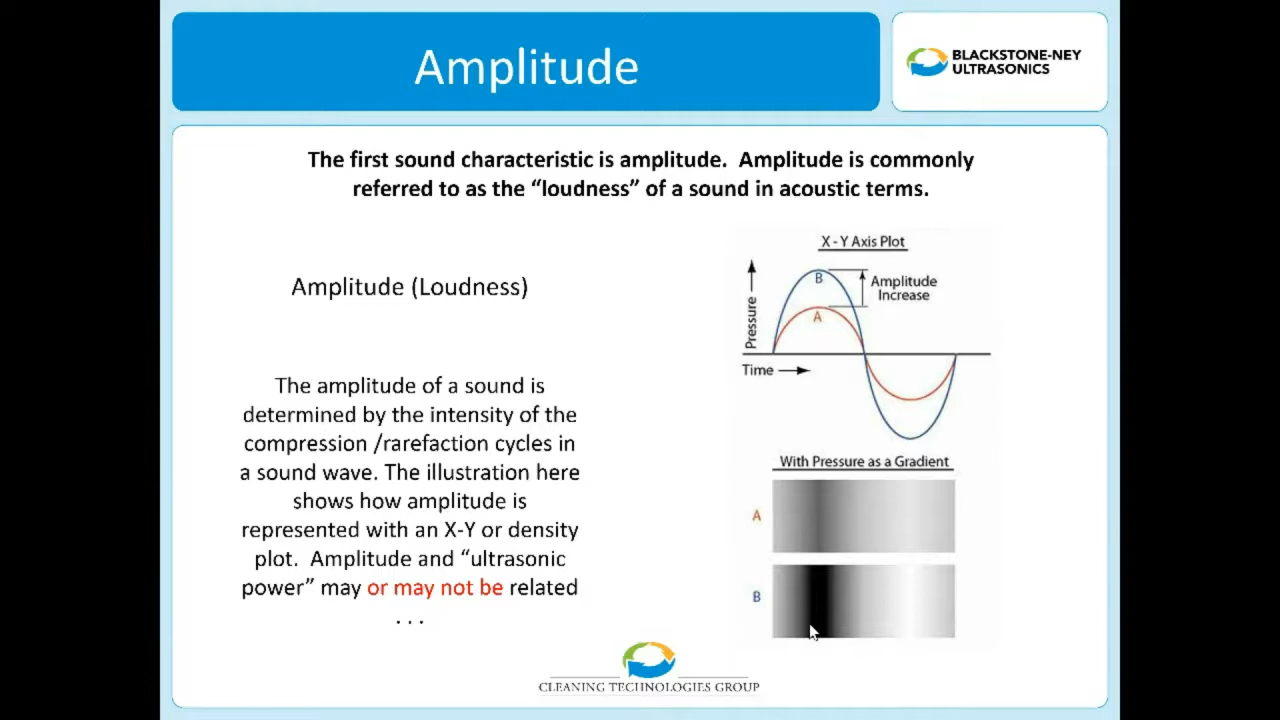 Amplitude
BLACKSTONE-NEY
ULTRASONICS
The first sound characteristic is amplitude.  Amplitude is commonly
referred to as the “loudness” of a sound in acoustic terms.
Amplitude (Loudness)
The amplitude of a sound is
determined by the intensity of the
compression /rarefaction cycles in
a sound wave. The illustration here
shows how amplitude is
represented with an X-Y or density
plot.  Amplitude and “ultrasonic
power” may or may not be related
. . .
X - Y Axis Plot
Pressure
B
Amplitude
Increase
A
Time
With Pressure as a Gradient
A
B
CLEANING TECHNOLOGIES GROUP